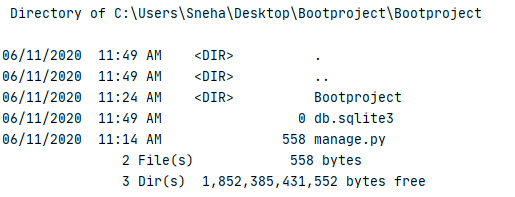 Directory of C:\Users\Sneha\Desktop\Bootproject\Bootproject
06/11/2020  11:49 AM    <DIR>          .
06/11/2020  11:49 AM    <DIR>          ..
06/11/2020  11:24 AM    <DIR>          Bootproject
06/11/2020  11:49 AM                 0 db.sqlite3
06/11/2020  11:14 AM               558 manage.py
               2 File(s)            558 bytes
               3 Dir(s)  1,852,385,431,552 bytes free